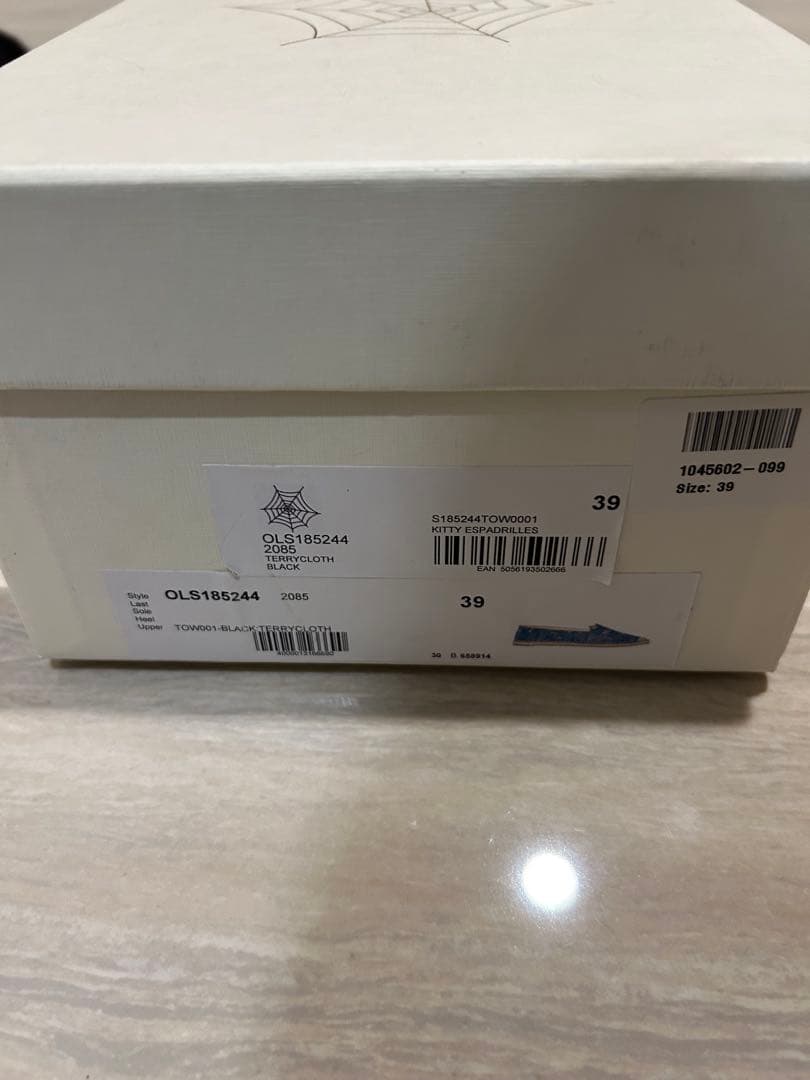 1045602-099
Size: 39
39
S185244TOW0001
KITTY ESPADRILLES
OLS185244
2085
TERRYCLOTH
BLACK
EAN 5056193502666
Style OLS185244 2085
39
Last
Sole
Heel
Upper TOW001-BLACK-TERRYCLOTH
39